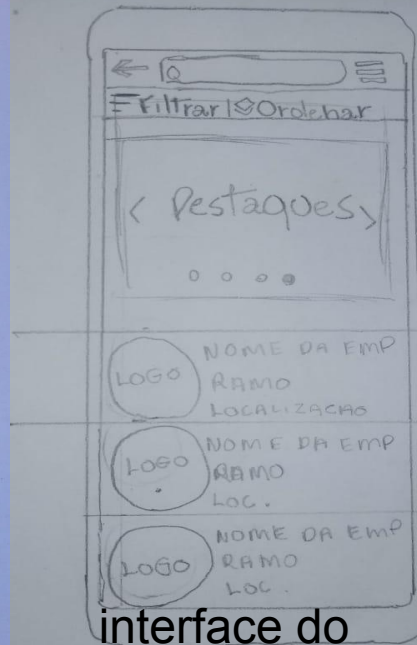 Filtrar | Ordenar
< Destaques >
NOME DA EMP
LOGO
RAMO
LOCALIZACAO
NOME DA EMP
LOGO
RAMO
LOC.
NOME DA EMP
LOGO
RAMO
LOC.
interface do